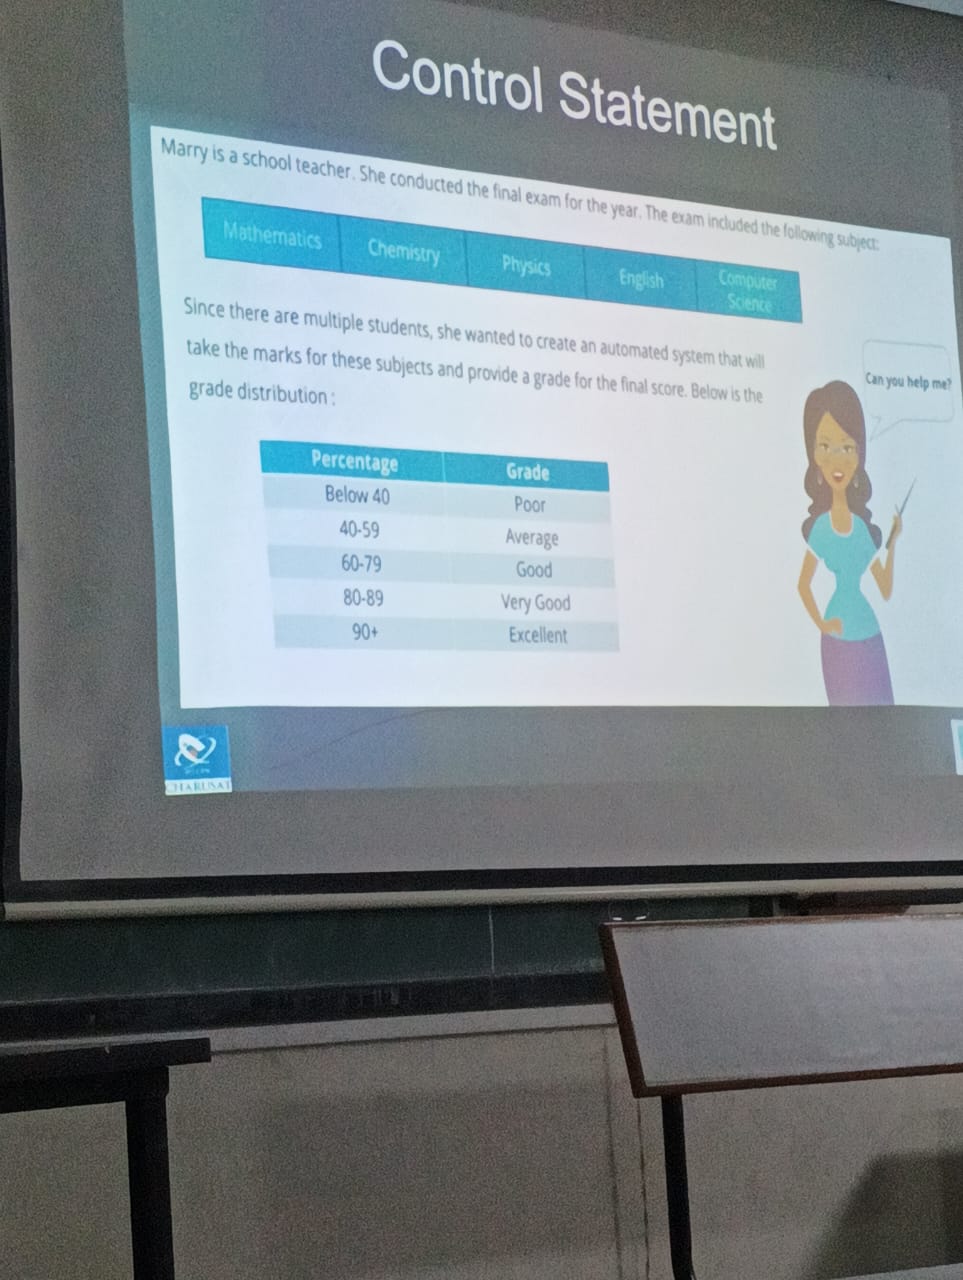 Control Statement
Marry is a school teacher. She conducted the final exam for the year. The exam included the following subject:
Mathematics Chemistry Physics English Computer
Science
Since there are multiple students, she wanted to create an automated system that will
take the marks for these subjects and provide a grade for the final score. Below is the
grade distribution :
Can you help me?
Percentage Grade
Below 40 Poor
40-59 Average
60-79 Good
80-89 Very Good
90+ Excellent
CHARUSAT